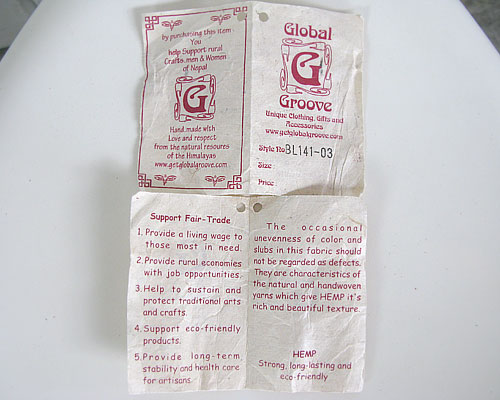 by purchasing this item
You
help Support rural
Crafts.men & Women
of Nepal
G
Hand made with
Love and respect
from the natural resoures
of the Himalayas
www.getglobalgroove.com
Global
G
Groove
Unique Clothing, Gifts and
Accessories
www.getglobalgroove.com
Style No BL141-03
Size
Price
Support Fair-Trade
1. Provide a living wage to
those most in need.
2. Provide rural economies
with job opportunities.
3. Help to sustain and
protect traditional arts
and crafts.
4. Support eco-friendly
products.
5. Provide long-term
stability and health care
for artisans.
The occasional
unevenness of color and
slubs in this fabric should
not be regarded as defects.
They are characteristics of
the natural and handwoven
yarns which give HEMP it's
rich and beautiful texture.
HEMP
Strong, long-lasting and
eco-friendly